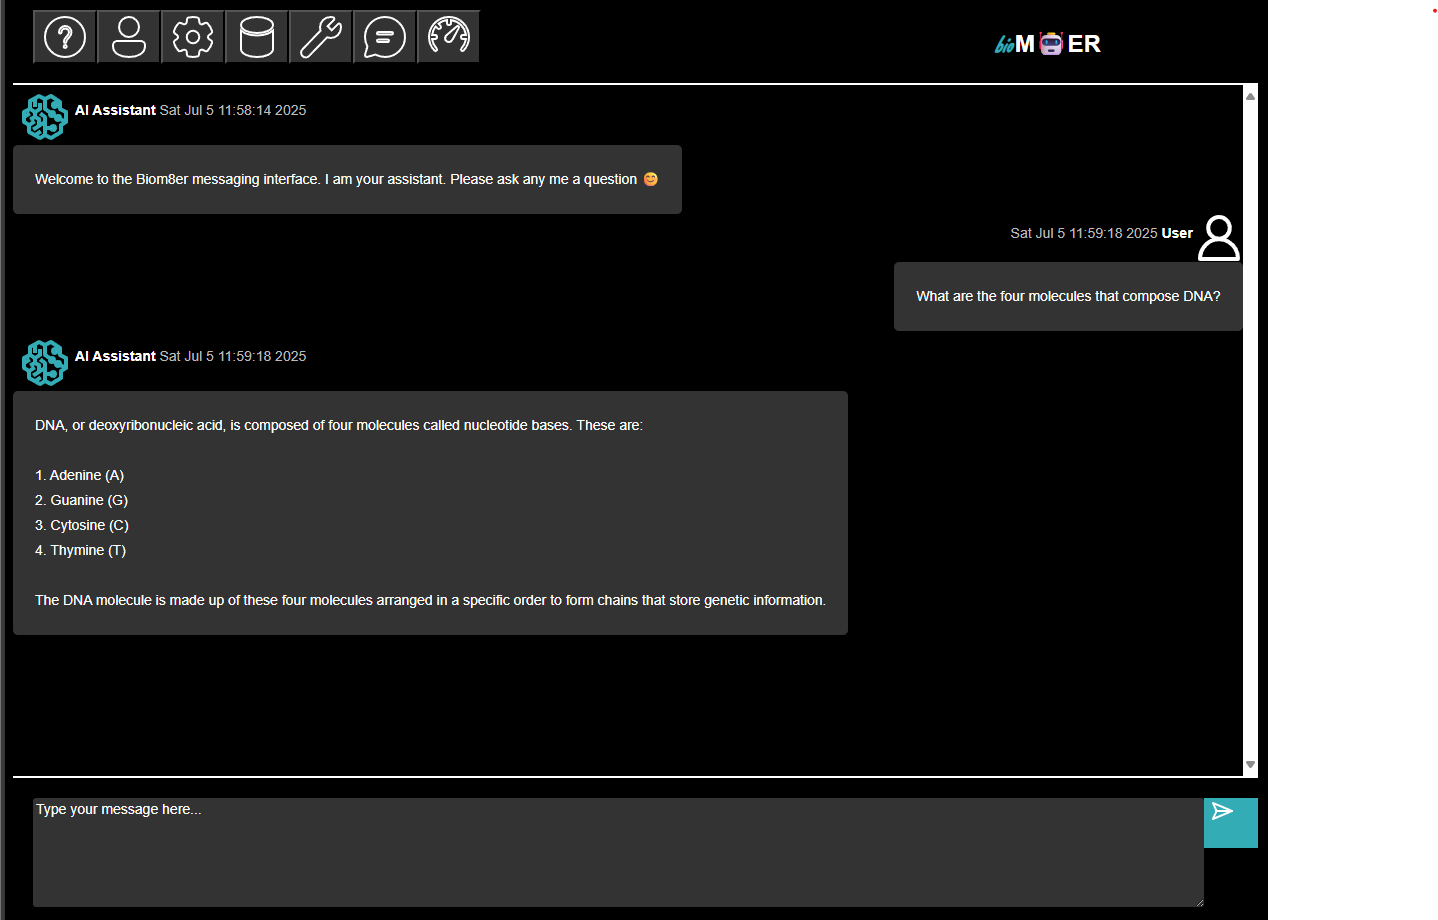 bioM ER
AI Assistant Sat Jul 5 11:58:14 2025
Welcome to the Biom8er messaging interface. I am your assistant. Please ask any me a question 😊
Sat Jul 5 11:59:18 2025 User
What are the four molecules that compose DNA?
AI Assistant Sat Jul 5 11:59:18 2025
DNA, or deoxyribonucleic acid, is composed of four molecules called nucleotide bases. These are:
1. Adenine (A)
2. Guanine (G)
3. Cytosine (C)
4. Thymine (T)
The DNA molecule is made up of these four molecules arranged in a specific order to form chains that store genetic information.
Type your message here...